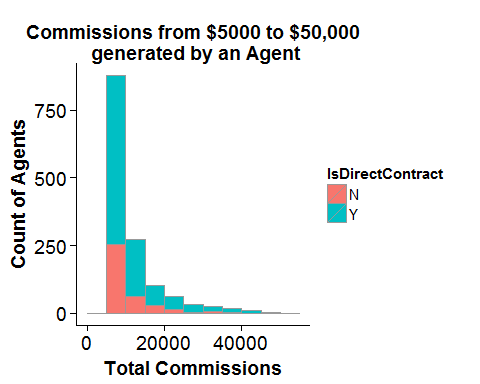 Commissions from $5000 to $50,000
generated by an Agent
Count of Agents
750
500
250
0
0
20000
40000
Total Commissions
IsDirectContract
N
Y